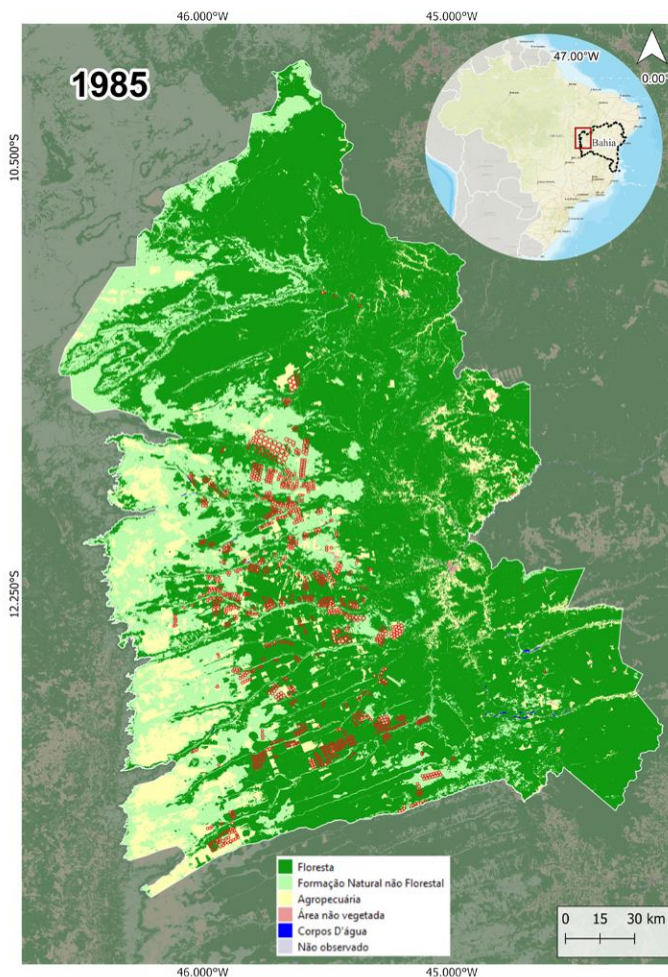 46.000°W 45.000°W
1985
47.00°W
0.00°
Bahia
10.500°S
12.250°S
Floresta
Formação Natural não Florestal
Agropecuária
Área não vegetada
Corpos D'água
Não observado
0 15 30 km
46.000°W 45.000°W